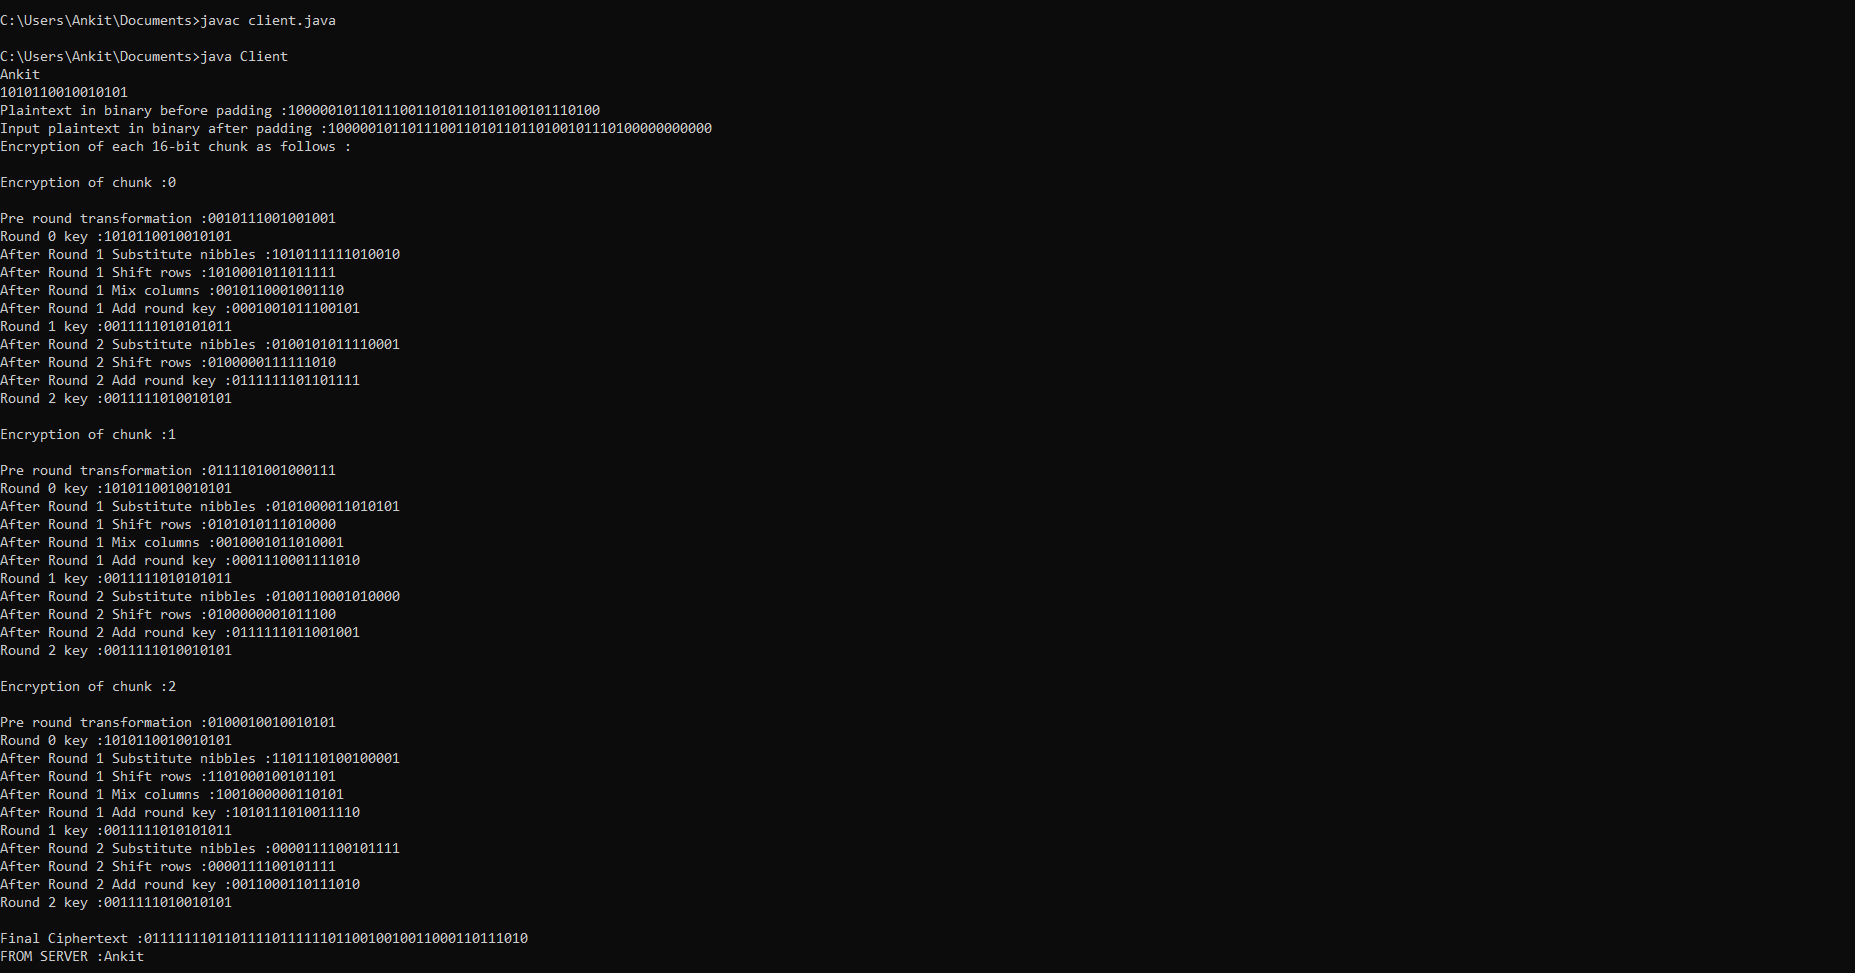 C:\Users\Ankit\Documents>javac client.java
C:\Users\Ankit\Documents>java Client
Ankit
1010110010010101
Plaintext in binary before padding :100000101101110011010110110100101110100
Input plaintext in binary after padding :100000101101110011010110110100101110100000000000
Encryption of each 16-bit chunk as follows :
Encryption of chunk :0
Pre round transformation :0010111001001001
Round 0 key :1010110010010101
After Round 1 Substitute nibbles :1010111111010010
After Round 1 Shift rows :1010001011011111
After Round 1 Mix columns :0010110001001110
After Round 1 Add round key :0001001011100101
Round 1 key :0011111010101011
After Round 2 Substitute nibbles :0100101011110001
After Round 2 Shift rows :0100000111111010
After Round 2 Add round key :0111111101101111
Round 2 key :0011111010010101
Encryption of chunk :1
Pre round transformation :0111101001000111
Round 0 key :1010110010010101
After Round 1 Substitute nibbles :0101000011010101
After Round 1 Shift rows :0101010111010000
After Round 1 Mix columns :0010001011010001
After Round 1 Add round key :0001110001111010
Round 1 key :0011111010101011
After Round 2 Substitute nibbles :0100110001010000
After Round 2 Shift rows :0100000001011100
After Round 2 Add round key :0111111011001001
Round 2 key :0011111010010101
Encryption of chunk :2
Pre round transformation :0100010010010101
Round 0 key :1010110010010101
After Round 1 Substitute nibbles :1101110100100001
After Round 1 Shift rows :1101000100101101
After Round 1 Mix columns :1001000000110101
After Round 1 Add round key :1010111010011110
Round 1 key :0011111010101011
After Round 2 Substitute nibbles :0000111100101111
After Round 2 Shift rows :0000111100101111
After Round 2 Add round key :0011000110111010
Round 2 key :0011111010010101
Final Ciphertext :011111110110111101111110110010010011000110111010
FROM SERVER :Ankit